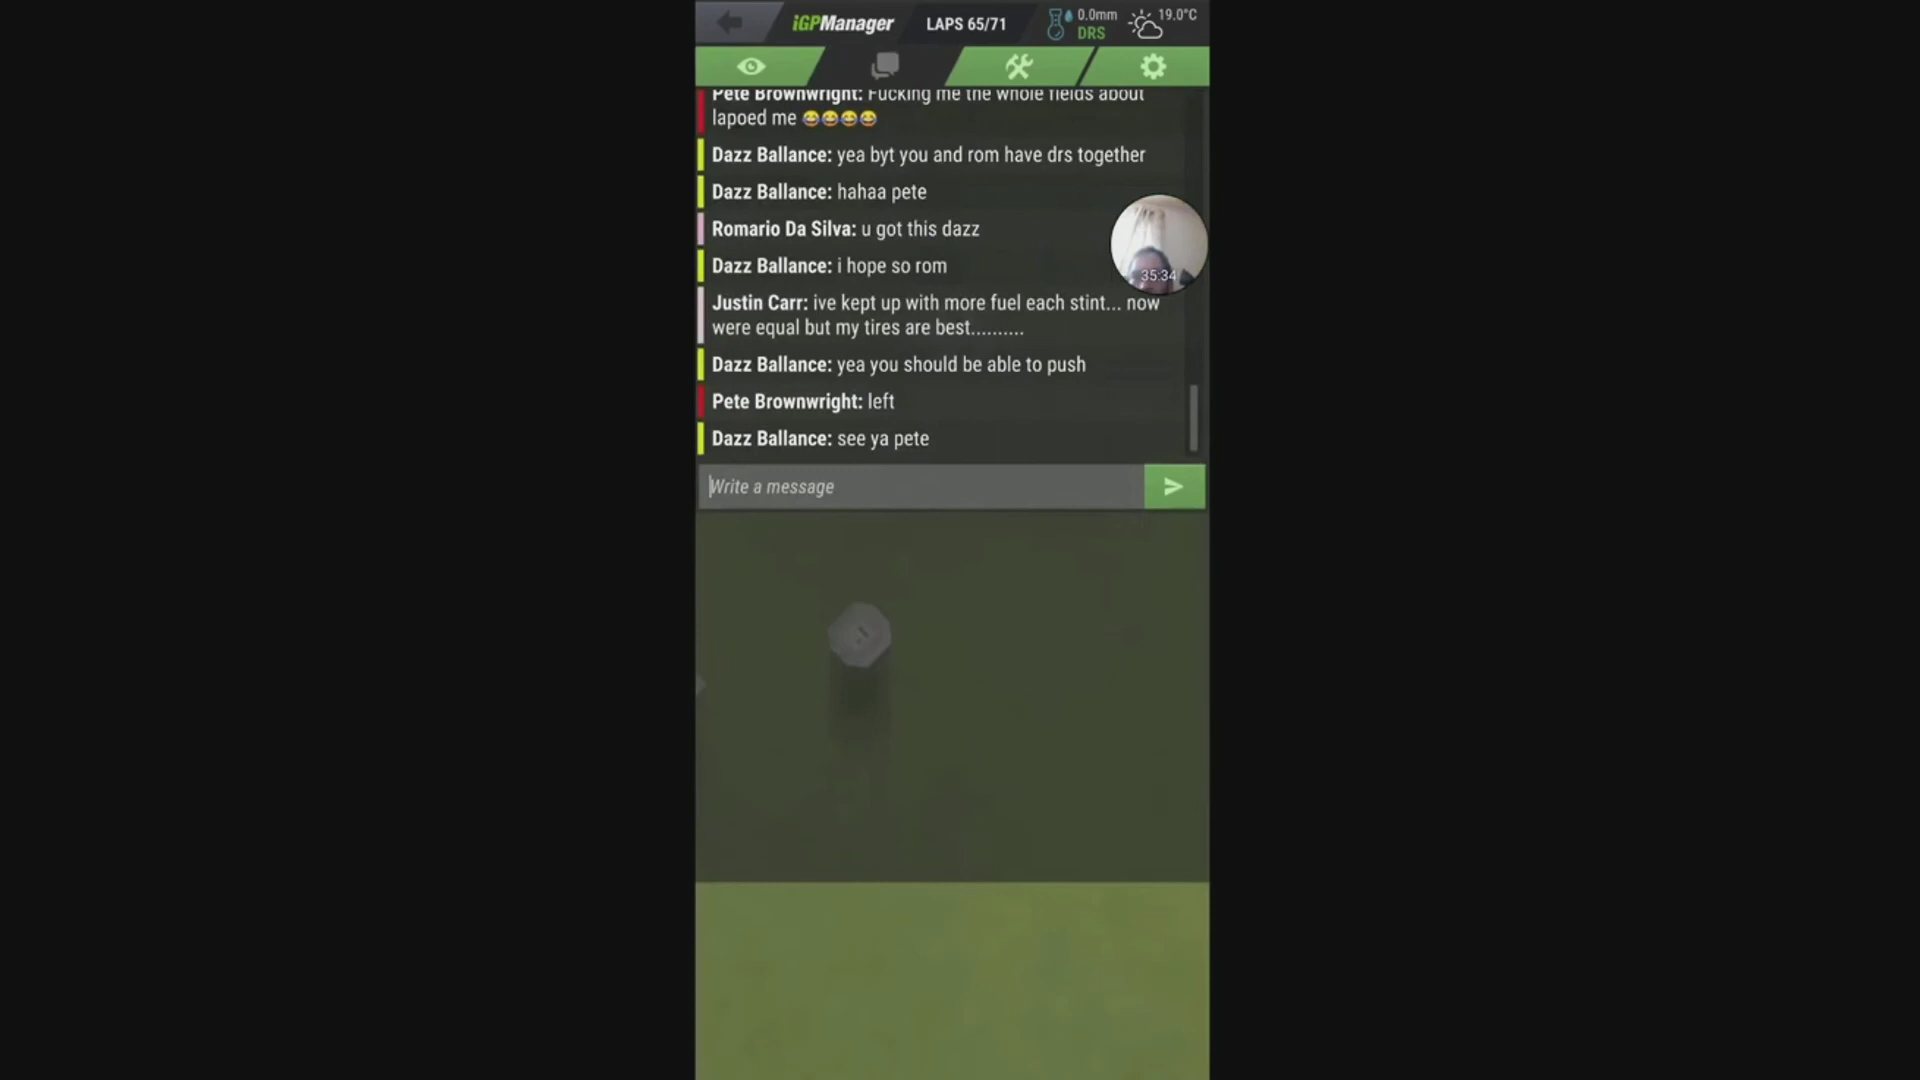 iGPManager
LAPS 65/71
0.0mm
DRS
19.0°C
Pete Brownwright: Fucking me the whole fields about
lapoed me 😂😂😂😂
Dazz Ballance: yea byt you and rom have drs together
Dazz Ballance: hahaa pete
Romario Da Silva: u got this dazz
Dazz Ballance: i hope so rom
35:34
Justin Carr: ive kept up with more fuel each stint... now
were equal but my tires are best..........
Dazz Ballance: yea you should be able to push
Pete Brownwright: left
Dazz Ballance: see ya pete
Write a message